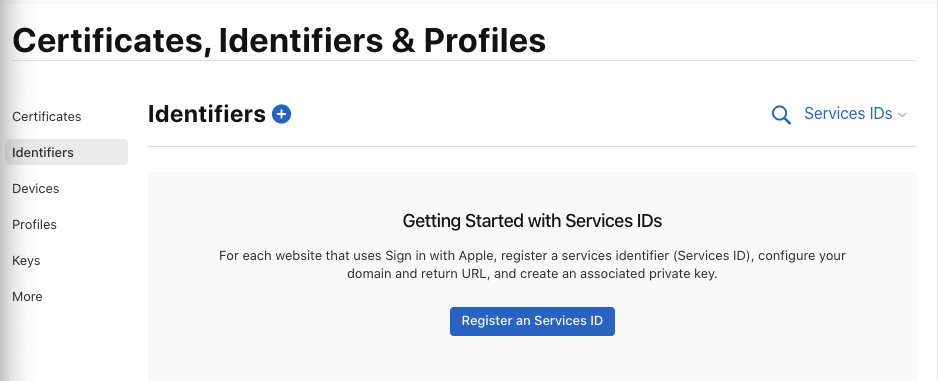 Certificates, Identifiers & Profiles
Certificates
Identifiers
Devices
Profiles
Keys
More
Identifiers
Services IDs
Getting Started with Services IDs
For each website that uses Sign in with Apple, register a services identifier (Services ID), configure your
domain and return URL, and create an associated private key.
Register an Services ID